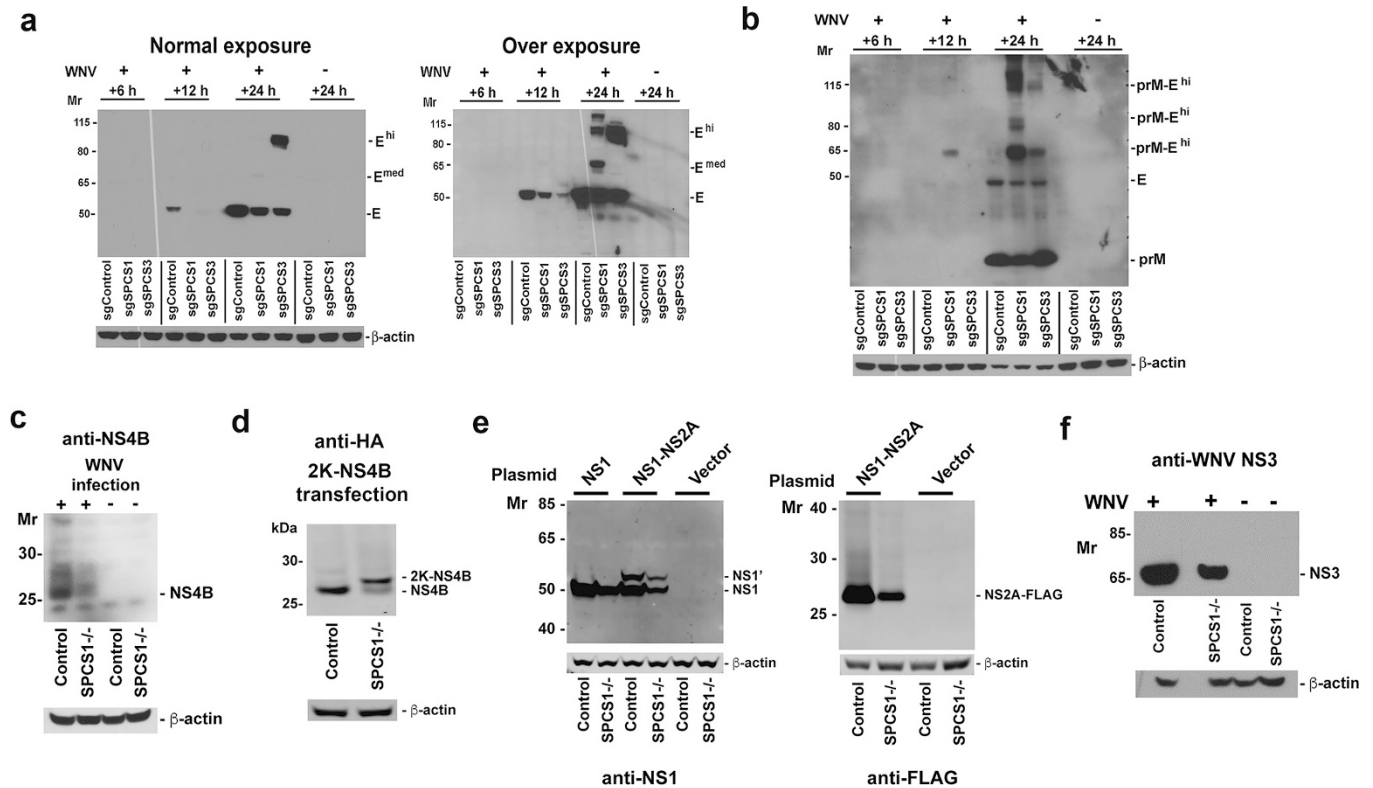 a
Normal exposure
WNV + + + -
+6 h +12 h +24 h +24 h
Mr
115 -
80 -
65 -
50-
- E hi
- E med
- E
sgControl sgSPCS1 sgSPCS3 sgControl sgSPCS1 sgSPCS3 sgControl sgSPCS1 sgSPCS3 sgControl sgSPCS1 sgSPCS3
-β-actin
Over exposure
WNV + + + -
+6 h +12 h +24 h +24 h
Mr
115 -
80 -
65 -
50-
- E hi
- E med
- E
sgControl sgSPCS1 sgSPCS3 sgControl sgSPCS1 sgSPCS3 sgControl sgSPCS1 sgSPCS3 sgControl sgSPCS1 sgSPCS3
b
WNV + + + -
+6 h +12 h +24 h +24 h
Mr
115 -
80 -
65 -
50 -
-prM-E hi
-prM-E hi
-prM-E hi
- E
- prM
sgControl sgSPCS1 sgSPCS3 sgControl sgSPCS1 sgSPCS3 sgControl sgSPCS1 sgSPCS3 sgControl sgSPCS1 sgSPCS3
- β-actin
c
anti-NS4B
WNV
infection
+ + - -
Mr
30-
25-
- NS4B
Control SPCS1-/- Control SPCS1-/-
- β-actin
d
anti-HA
2K-NS4B
transfection
kDa
30-
25-
- 2K-NS4B
- NS4B
Control SPCS1-/-
- β-actin
e
Plasmid NS1 NS1-NS2A Vector
Mr 85 -
65 -
50 -
40 -
- NS1'
- NS1
- β-actin
Control SPCS1-/- Control SPCS1-/- Control SPCS1-/-
anti-NS1
Plasmid NS1-NS2A Vector
Mr 40 -
30 -
25 -
- NS2A-FLAG
- β-actin
Control SPCS1-/- Control SPCS1-/-
anti-FLAG
f
anti-WNV NS3
WNV + + - -
85-
Mr
65-
- NS3
Control SPCS1-/- Control SPCS1-/-
- β-actin